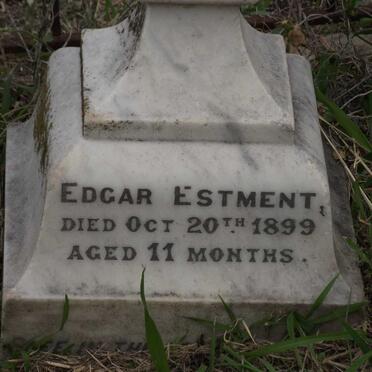 EDGAR ESTMENT,
DIED OCT 20TH 1899
AGED 11 MONTHS.